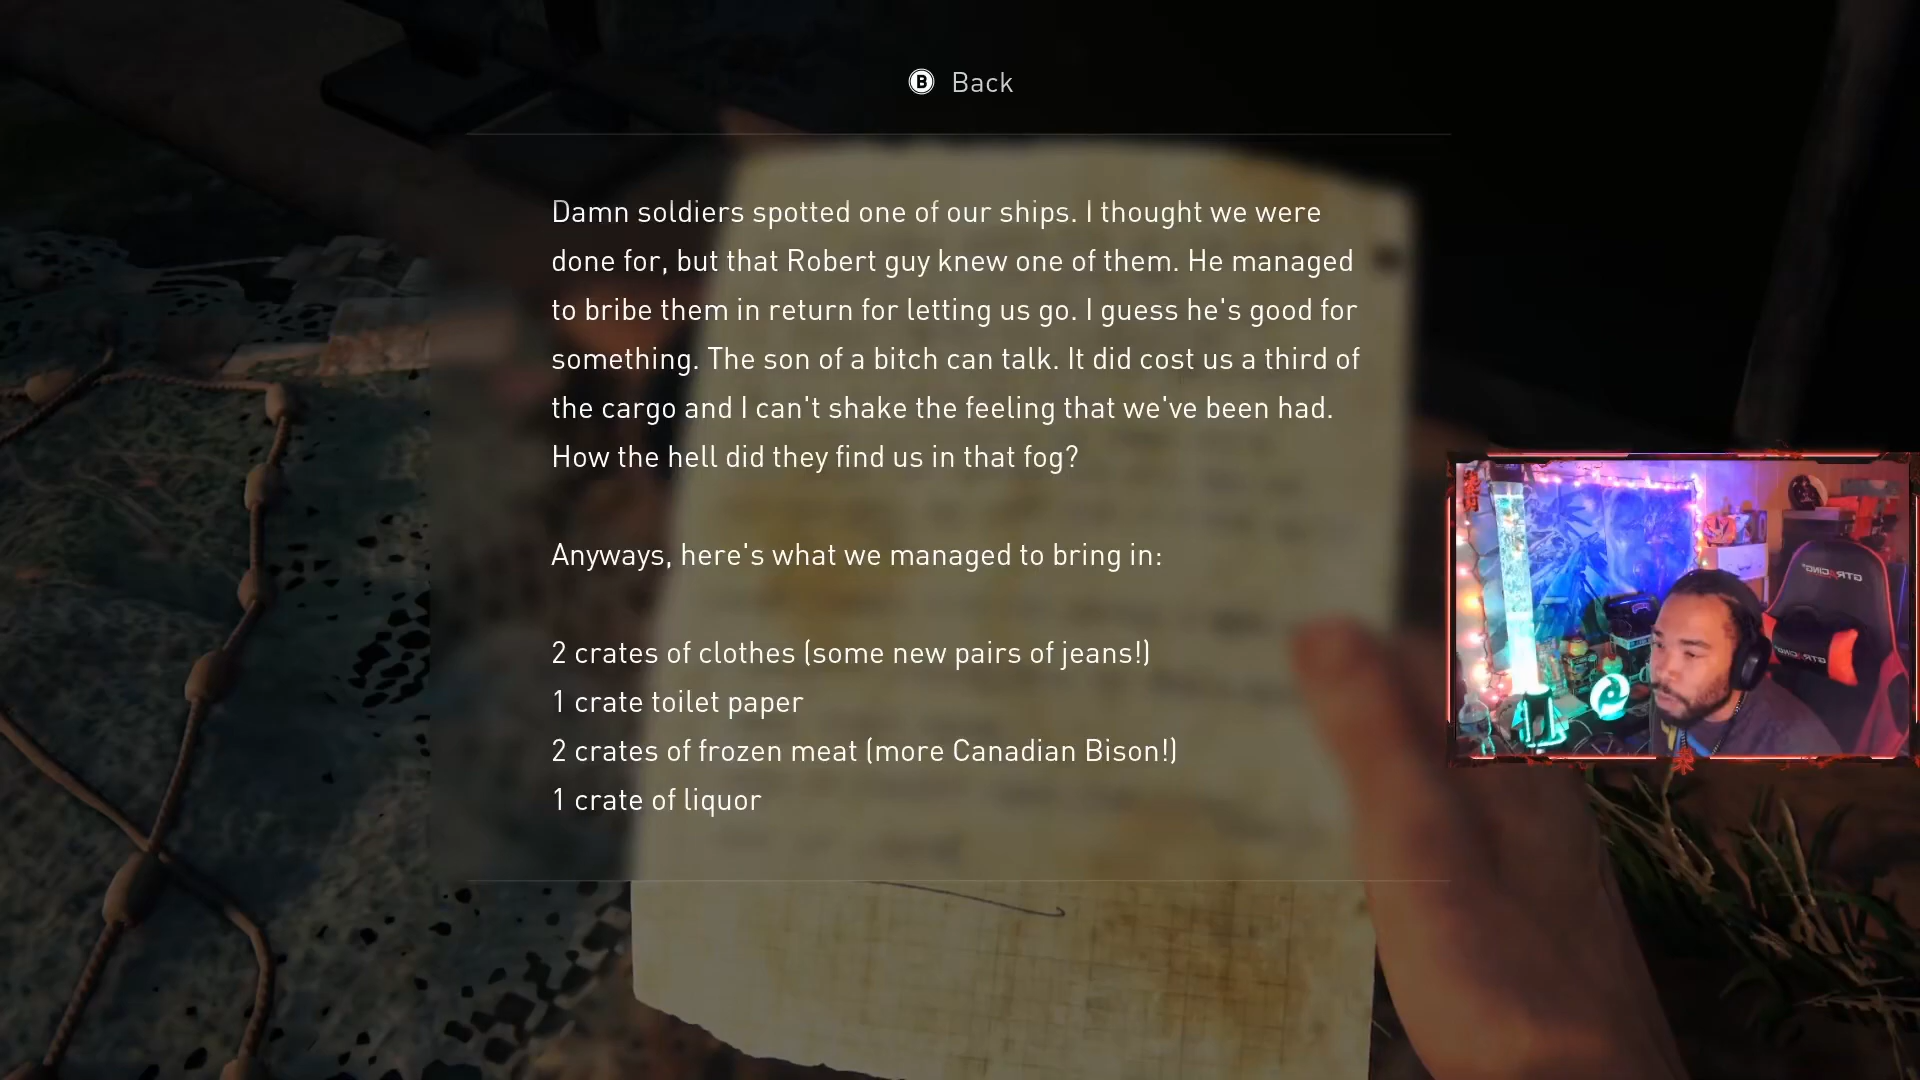 B Back
Damn soldiers spotted one of our ships. I thought we were
done for, but that Robert guy knew one of them. He managed
to bribe them in return for letting us go. I guess he's good for
something. The son of a bitch can talk. It did cost us a third of
the cargo and I can't shake the feeling that we've been had.
How the hell did they find us in that fog?
Anyways, here's what we managed to bring in:
2 crates of clothes (some new pairs of jeans!)
1 crate toilet paper
2 crates of frozen meat (more Canadian Bison!)
1 crate of liquor
GTRACING
GTRACING